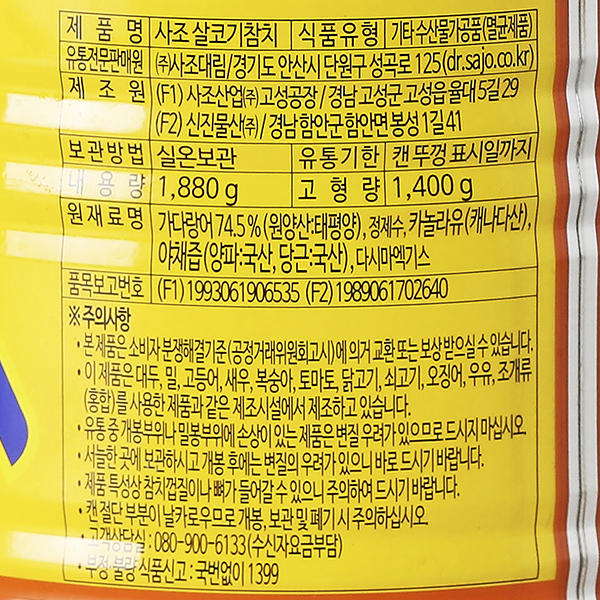 제 품 명 사조 살코기참치 식품유형 기타 수산물가공품(멸균제품)
유통전문판매원 ㈜사조대림/경기도 안산시 단원구 성곡로 125(dr.sajo.co.kr)
제 조 원 (F1) 사조산업㈜고성공장/경남 고성군 고성읍 율대5길 29
(F2) 신진물산㈜/경남 함안군 함안면 봉성1길 41
보관방법 실온보관 유통기한 캔 뚜껑 표시일까지
내 용 량 1,880 g 고 형 량 1,400 g
원재료명 가다랑어 74.5 % (원양산:태평양), 정제수, 카놀라유(캐나다산),
야채즙(양파:국산, 당근:국산), 다시마엑기스
품목보고번호 (F1) 1993061906535 (F2) 1989061702640
※주의사항
• 본 제품은 소비자 분쟁해결기준(공정거래위원회고시)에 의거 교환 또는 보상 받으실 수 있습니다.
• 이 제품은 대두, 밀, 고등어, 새우, 복숭아, 토마토, 닭고기, 쇠고기, 오징어, 우유, 조개류
(홍합)를 사용한 제품과 같은 제조시설에서 제조하고 있습니다.
• 유통 중 개봉부위나 밀봉부위에 손상이 있는 제품은 변질 우려가 있으므로 드시지 마십시오.
• 서늘한 곳에 보관하시고 개봉 후에는 변질의 우려가 있으니 바로 드시기 바랍니다.
• 제품 특성상 참치껍질이나 뼈가 들어갈 수 있으니 주의하여 드시기 바랍니다.
• 캔 절단 부분이 날카로우므로 개봉, 보관 및 폐기 시 주의하십시오.
• 고객상담실 : 080-900-6133(수신자요금부담)
• 부정·불량 식품신고 : 국번없이 1399